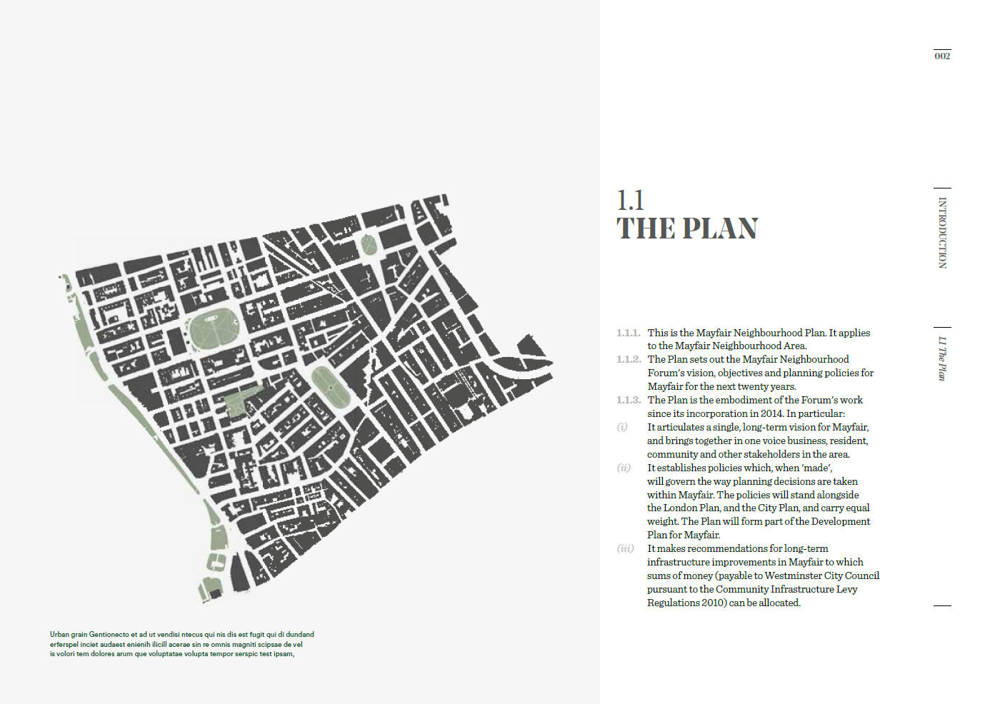 002
INTRODUCTION
1.1 The Plan
1.1
THE PLAN
1.1.1. This is the Mayfair Neighbourhood Plan. It applies
to the Mayfair Neighbourhood Area.
1.1.2. The Plan sets out the Mayfair Neighbourhood
Forum's vision, objectives and planning policies for
Mayfair for the next twenty years.
1.1.3. The Plan is the embodiment of the Forum's work
since its incorporation in 2014. In particular:
(i) It articulates a single, long-term vision for Mayfair,
and brings together in one voice business, resident,
community and other stakeholders in the area.
(ii) It establishes policies which, when 'made',
will govern the way planning decisions are taken
within Mayfair. The policies will stand alongside
the London Plan, and the City Plan, and carry equal
weight. The Plan will form part of the Development
Plan for Mayfair.
(iii) It makes recommendations for long-term
infrastructure improvements in Mayfair to which
sums of money (payable to Westminster City Council
pursuant to the Community Infrastructure Levy
Regulations 2010) can be allocated.
Urban grain Gentionecto et ad ut vendisi ntecus qui nis dis est fugit qui di dundand
erferspel inciet audaest enienih ilicill acerae sin re omnis magniti scipsae de vel
is volori tem dolores arum que voluptatae volupta tempor serspic test ipsam,